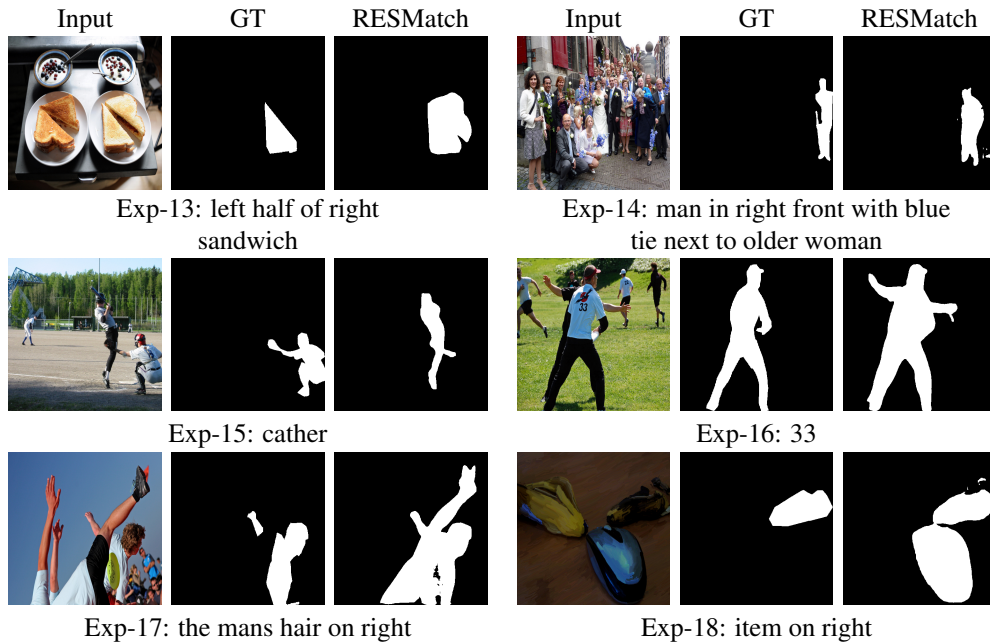 Input GT RESMatch Input GT RESMatch
Exp-13: left half of right
sandwich
Exp-14: man in right front with blue
tie next to older woman
33
Exp-15: cather
Exp-16: 33
Exp-17: the mans hair on right
Exp-18: item on right